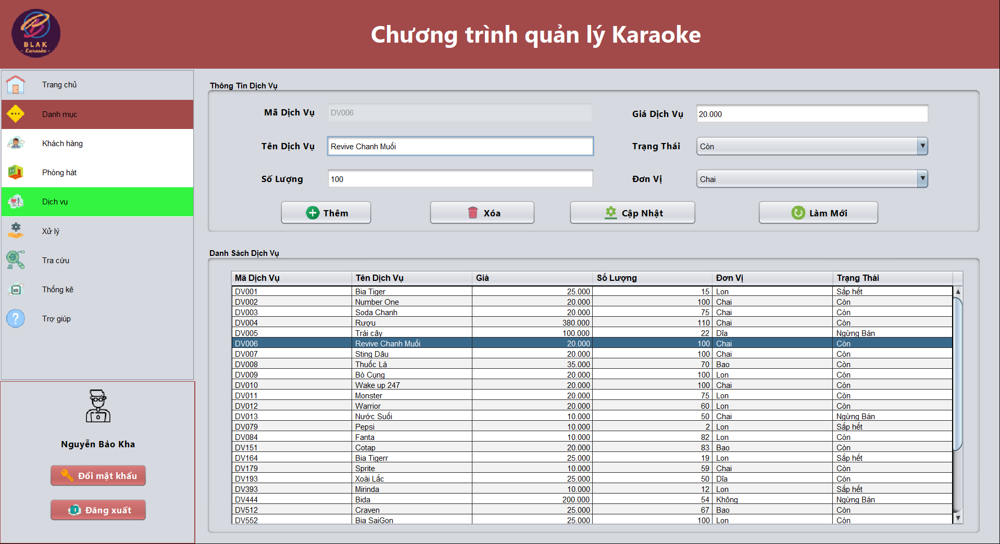 BLAK
- Karaoke -
Chương trình quản lý Karaoke
Trang chủ
Danh mục
Khách hàng
Phòng hát
Dịch vụ
Xử lý
Tra cứu
Thống kê
Trợ giúp
Nguyễn Bảo Kha
Đổi mật khẩu
Đăng xuất
Thông Tin Dịch Vụ
Mã Dịch Vụ DV006 Giá Dịch Vụ 20.000
Tên Dịch Vụ Revive Chanh Muối Trạng Thái Còn
Số Lượng 100 Đơn Vị Chai
Thêm Xóa Cập Nhật Làm Mới
Danh Sách Dịch Vụ
Mã Dịch Vụ Tên Dịch Vụ Giá Số Lượng Đơn Vị Trạng Thái
DV001 Bia Tiger 25.000 15 Lon Sắp hết
DV002 Number One 20.000 100 Chai Còn
DV003 Soda Chanh 20.000 75 Chai Còn
DV004 Rượu 380.000 110 Chai Còn
DV005 Trái cây 100.000 22 Dĩa Ngừng Bán
DV006 Revive Chanh Muối 20.000 100 Chai Còn
DV007 Sting Dâu 20.000 100 Chai Còn
DV008 Thuốc Lá 35.000 70 Bao Còn
DV009 Bò Cụng 20.000 100 Lon Còn
DV010 Wake up 247 20.000 100 Chai Còn
DV011 Monster 20.000 75 Lon Còn
DV012 Warrior 20.000 60 Lon Còn
DV013 Nước Suối 10.000 50 Chai Ngừng Bán
DV079 Pepsi 10.000 2 Lon Sắp hết
DV084 Fanta 10.000 82 Lon Còn
DV151 Cotap 20.000 83 Bao Còn
DV164 Bia Tigerr 25.000 19 Lon Sắp hết
DV179 Sprite 10.000 59 Chai Còn
DV193 Xoài Lắc 25.000 50 Dĩa Còn
DV393 Mirinda 10.000 12 Lon Sắp hết
DV444 Bida 200.000 54 Không Ngừng Bán
DV512 Craven 25.000 67 Bao Còn
DV552 Bia SaiGon 25.000 100 Lon Còn